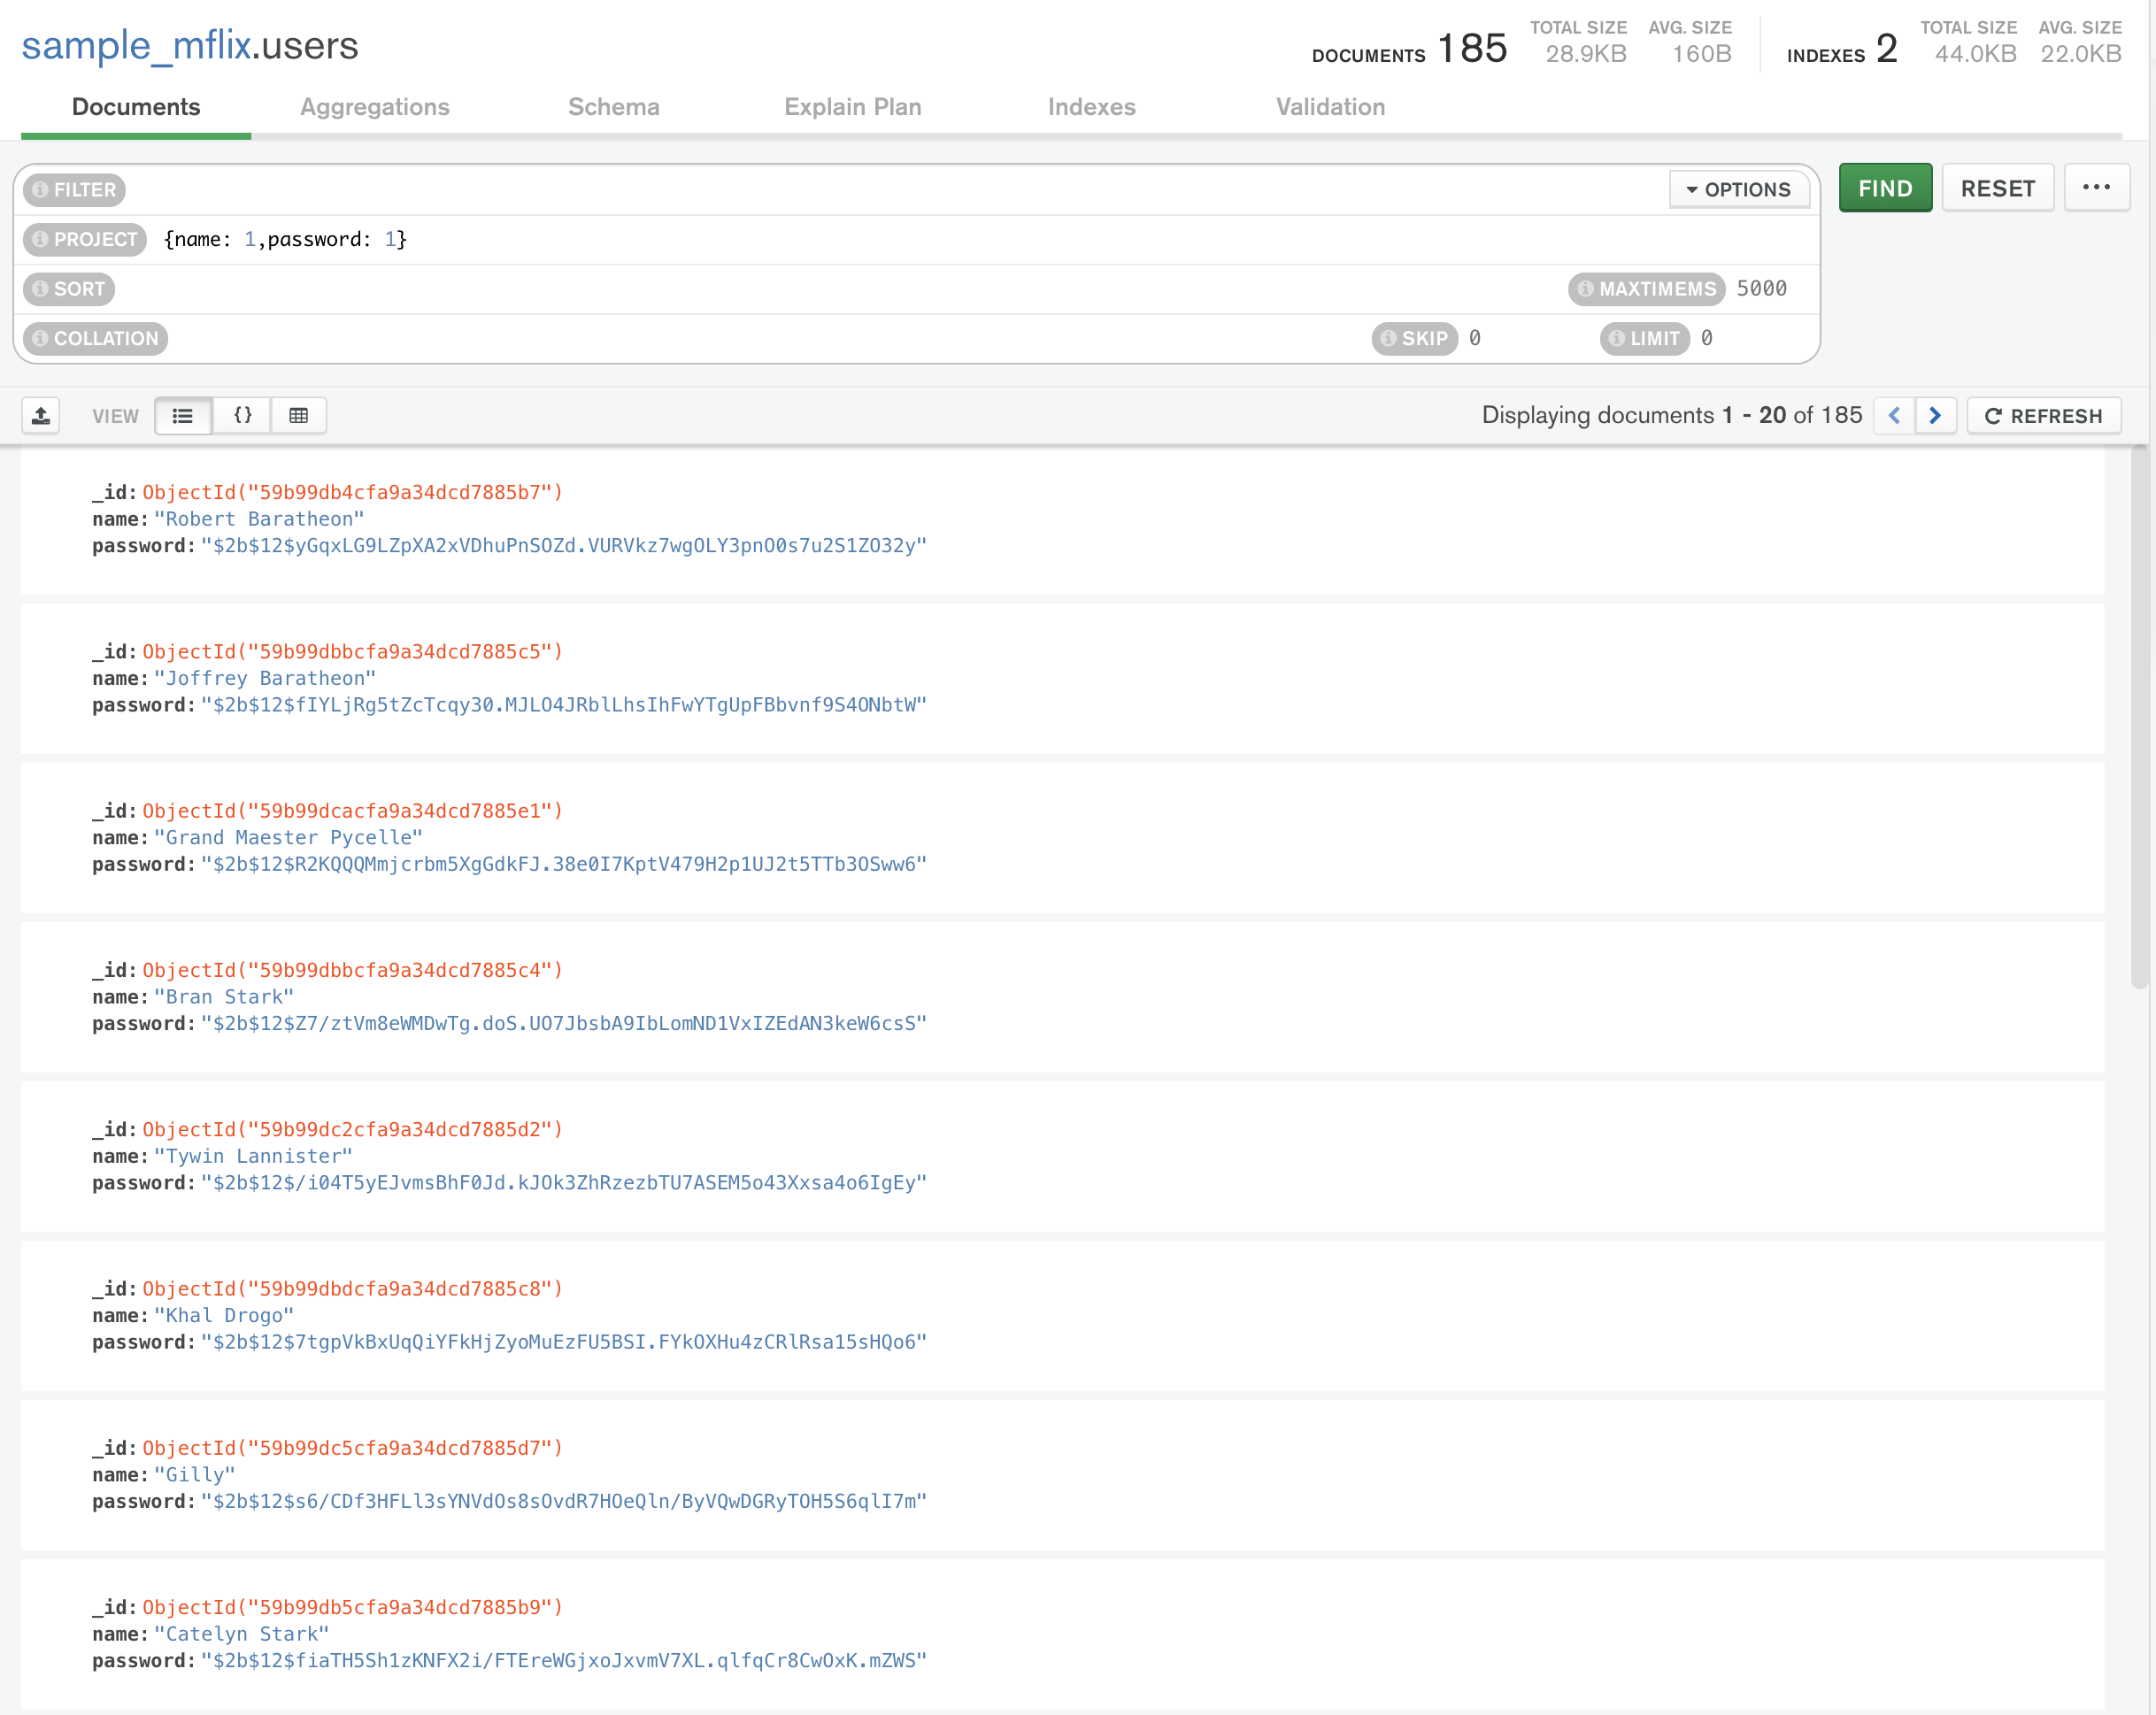 sample_mflix.users
DOCUMENTS 185 TOTAL SIZE 28.9KB AVG. SIZE 160B INDEXES 2 TOTAL SIZE 44.0KB AVG. SIZE 22.0KB
Documents Aggregations Schema Explain Plan Indexes Validation
FILTER OPTIONS FIND RESET ...
PROJECT {name: 1,password: 1}
SORT MAXTIMEMS 5000
COLLATION SKIP 0 LIMIT 0
VIEW {} Displaying documents 1 - 20 of 185 REFRESH
_id: ObjectId("59b99db4cfa9a34dcd7885b7")
name: "Robert Baratheon"
password: "$2b$12$yGqxLG9LZpXA2xVDhuPnSOZd.VURVkz7wgOLY3pnO0s7u2S1ZO32y"
_id: ObjectId("59b99dbbcfa9a34dcd7885c5")
name: "Joffrey Baratheon"
password: "$2b$12$fIYLjRg5tZcTcqy30.MJLO4JRblLhsIhFwYTgUpFBbvnf9S4ONbtW"
_id: ObjectId("59b99dcacfa9a34dcd7885e1")
name: "Grand Maester Pycelle"
password: "$2b$12$R2KQQQMmjcrbm5XgGdkFJ.38e0I7KptV479H2p1UJ2t5TTb3OSww6"
_id: ObjectId("59b99dbbcfa9a34dcd7885c4")
name: "Bran Stark"
password: "$2b$12$Z7/ztVm8eWMDwTg.doS.UO7JbsbA9IbLomND1VxIZEdAN3keW6csS"
_id: ObjectId("59b99dc2cfa9a34dcd7885d2")
name: "Tywin Lannister"
password: "$2b$12$/i04T5yEJvmsBhF0Jd.kJOk3ZhRzezbTU7ASEM5o43Xxsa4o6IgEy"
_id: ObjectId("59b99dbdcfa9a34dcd7885c8")
name: "Khal Drogo"
password: "$2b$12$7tgpVkBxUqQiYFkHjZyoMuEzFU5BSI.FYkOXHu4zCRlRsa15sHQo6"
_id: ObjectId("59b99dc5cfa9a34dcd7885d7")
name: "Gilly"
password: "$2b$12$s6/CDf3HFLl3sYNVdOs8sOvdR7HOeQln/ByVQwDGRyTOH5S6qlI7m"
_id: ObjectId("59b99db5cfa9a34dcd7885b9")
name: "Catelyn Stark"
password: "$2b$12$fiaTH5Sh1zKNFX2i/FTEreWGjxoJxvmV7XL.qlfqCr8CwOxK.mZWS"